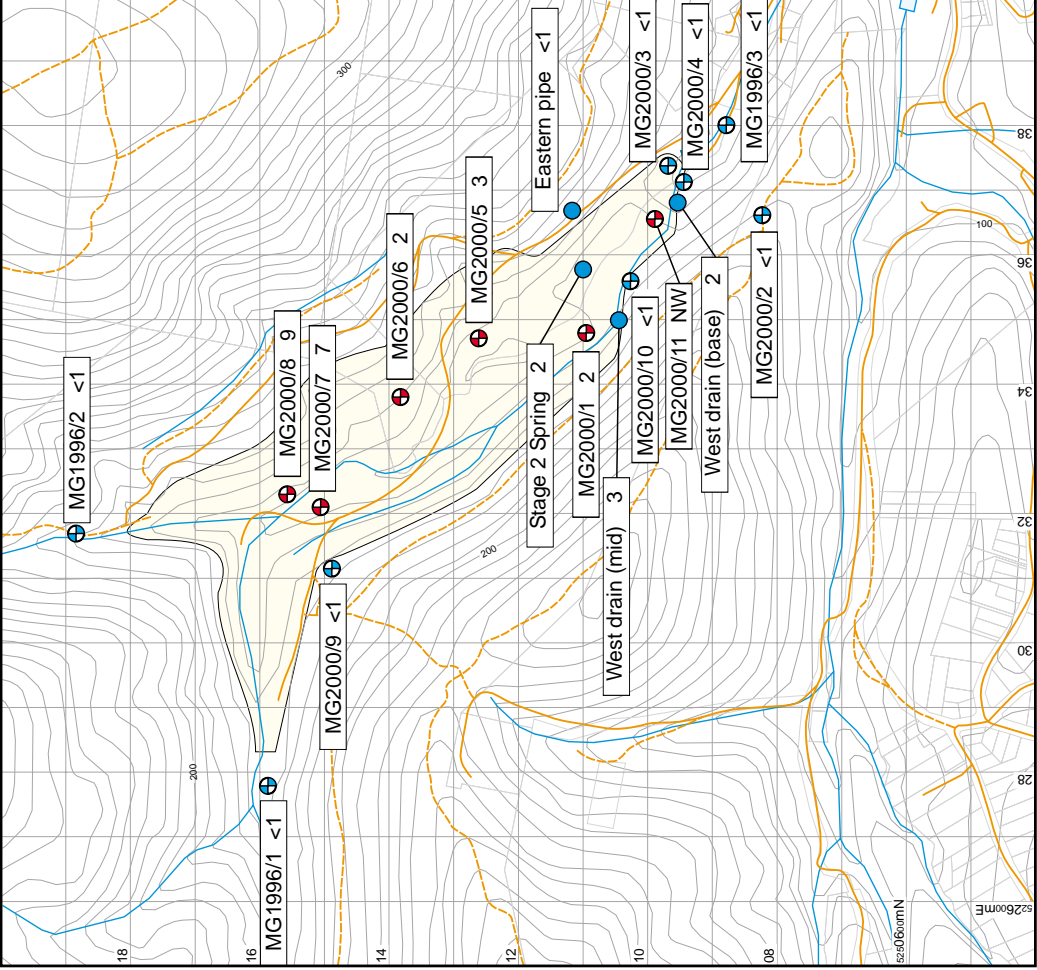 Eastern pipe <1
MG2000/3 <1
MG2000/4 <1
MG1996/3 <1
300
MG2000/5 3
MG2000/6 2
MG2000/8 9
MG2000/7 7
MG1996/2 <1
MG2000/2 <1
West drain (base) 2
MG2000/11 NW
MG2000/10 <1
MG2000/1 2
Stage 2 Spring 2
West drain (mid) 3
MG2000/9 <1
MG1996/1 <1
200
200
100
18
16
14
12
10
08
5250600mN
38
36
34
32
30
28
522600mE